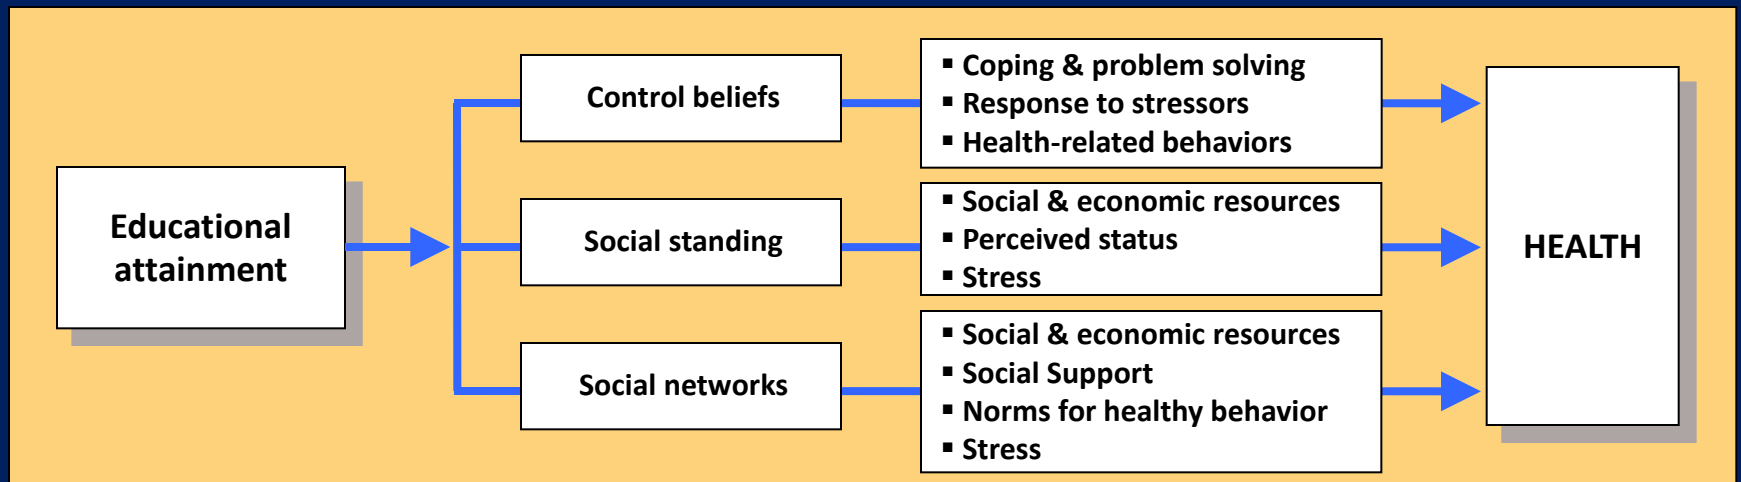 Educational
attainment
Control beliefs
▪ Coping & problem solving
▪ Response to stressors
▪ Health-related behaviors
Social standing
▪ Social & economic resources
▪ Perceived status
▪ Stress
Social networks
▪ Social & economic resources
▪ Social Support
▪ Norms for healthy behavior
▪ Stress
HEALTH